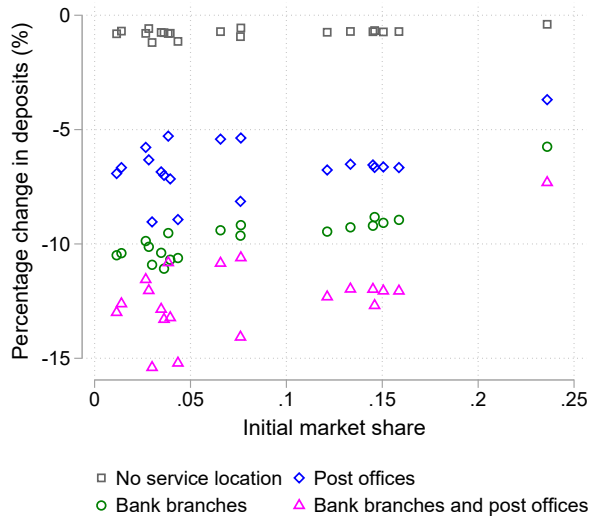 Percentage change in deposits (%)
0
-5
-10
-15
0 .05 .1 .15 .2 .25
Initial market share
No service location Post offices
Bank branches Bank branches and post offices